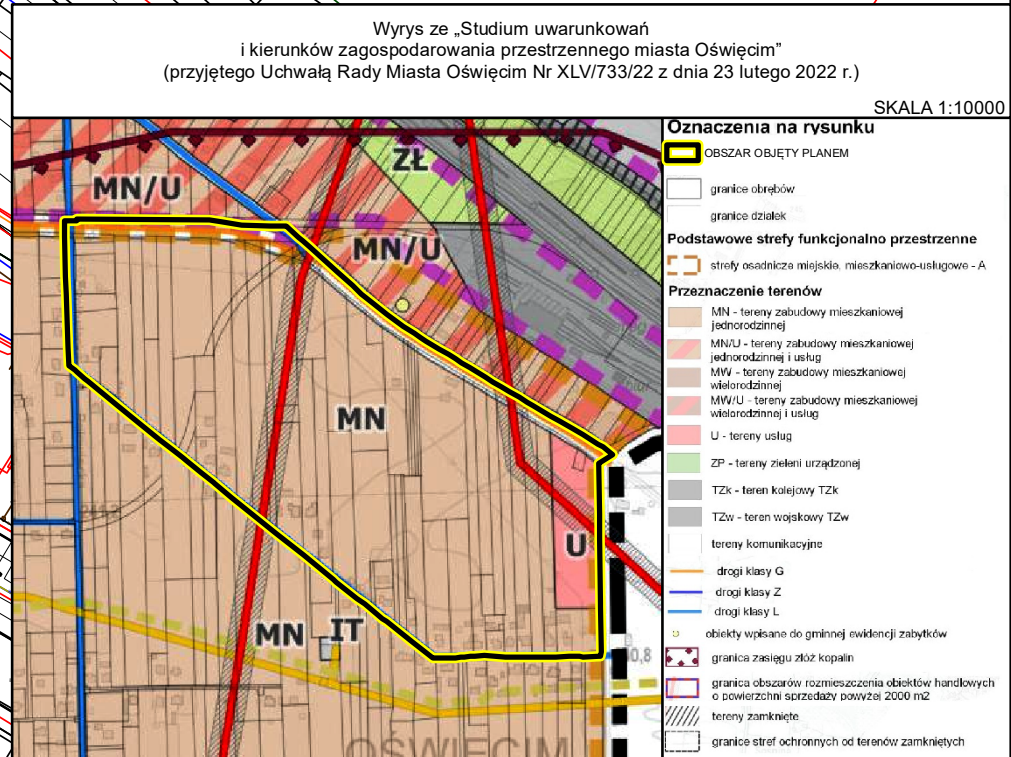 Wyrys ze „Studium uwarunkowań
i kierunków zagospodarowania przestrzennego miasta Oświęcim”
(przyjętego Uchwałą Rady Miasta Oświęcim Nr XLV/733/22 z dnia 23 lutego 2022 r.)
SKALA 1:10000
Oznaczenia na rysunku
OBSZAR OBJĘTY PLANEM
granice obrębów
granice działek
Podstawowe strefy funkcjonalno przestrzenne
strefy osadnicze miejskie, mieszkaniowo-usługowe - A
Przeznaczenie terenów
MN - tereny zabudowy mieszkaniowej
jednorodzinnej
MN/U - tereny zabudowy mieszkaniowej
jednorodzinnej i usług
MW - tereny zabudowy mieszkaniowej
wielorodzinnej
MW/U - tereny zabudowy mieszkaniowej
wielorodzinnej i usług
U - tereny usług
ZP - tereny zieleni urządzonej
TZk - teren kolejowy TZk
TZw - teren wojskowy TZw
tereny komunikacyjne
drogi klasy G
drogi klasy Z
drogi klasy L
obiekty wpisane do gminnej ewidencji zabytków
granica zasięgu złóż kopalin
granica obszarów rozmieszczenia obiektów handlowych
o powierzchni sprzedaży powyżej 2000 m2
tereny zamknięte
granice stref ochronnych od terenów zamkniętych
ZŁ
MN/U
MN/U
MN
U
MN
IT
OŚWIĘCIM